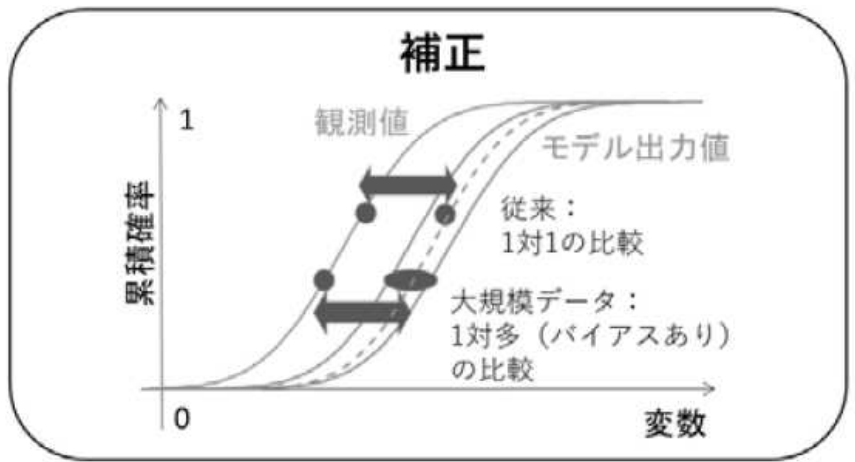 補正
1
観測値
モデル出力値
累積確率
従来：
1対1の比較
大規模データ：
1対多（バイアスあり）
の比較
0
変数